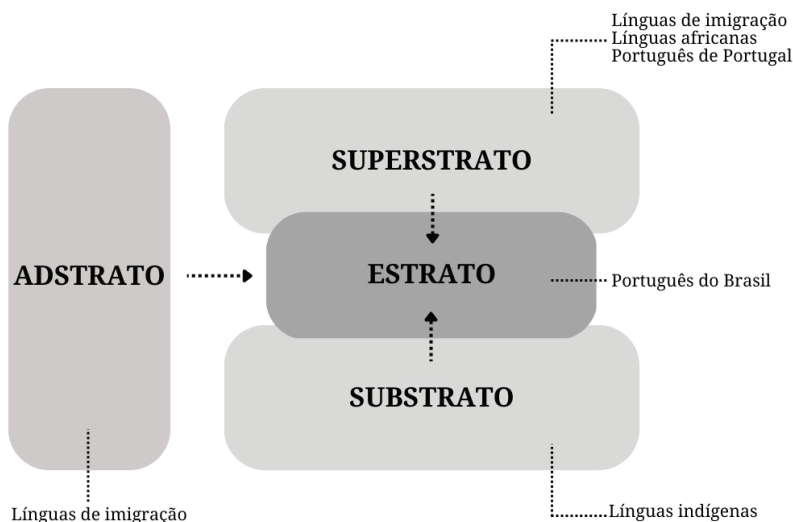 Línguas de imigração
Línguas africanas
Português de Portugal
SUPERSTRATO
ADSTRATO
ESTRATO
Português do Brasil
SUBSTRATO
Línguas de imigração
Línguas indígenas